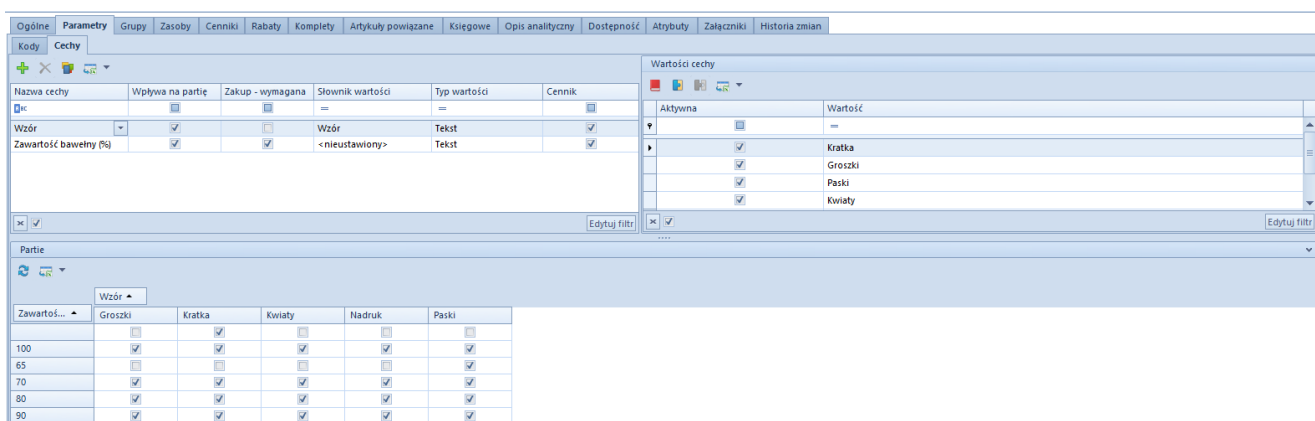 Ogólne Parametry Grupy Zasoby Cenniki Rabaty Komplety Artykuły powiązane Księgowe Opis analityczny Dostępność Atrybuty Załączniki Historia zmian
Kody Cechy
Wartości cechy
Nazwa cechy Wpływa na partię Zakup - wymagana Słownik wartości Typ wartości Cennik
Aktywna Wartość
= =
=
Wzór Wzór Tekst
Zawartość bawełny (%) <nieustawiony> Tekst
Kratka
Groszki
Paski
Kwiaty
Edytuj filtr
Edytuj filtr
Partie
Wzór
Zawartoś... Groszki Kratka Kwiaty Nadruk Paski
100
65
70
80
90